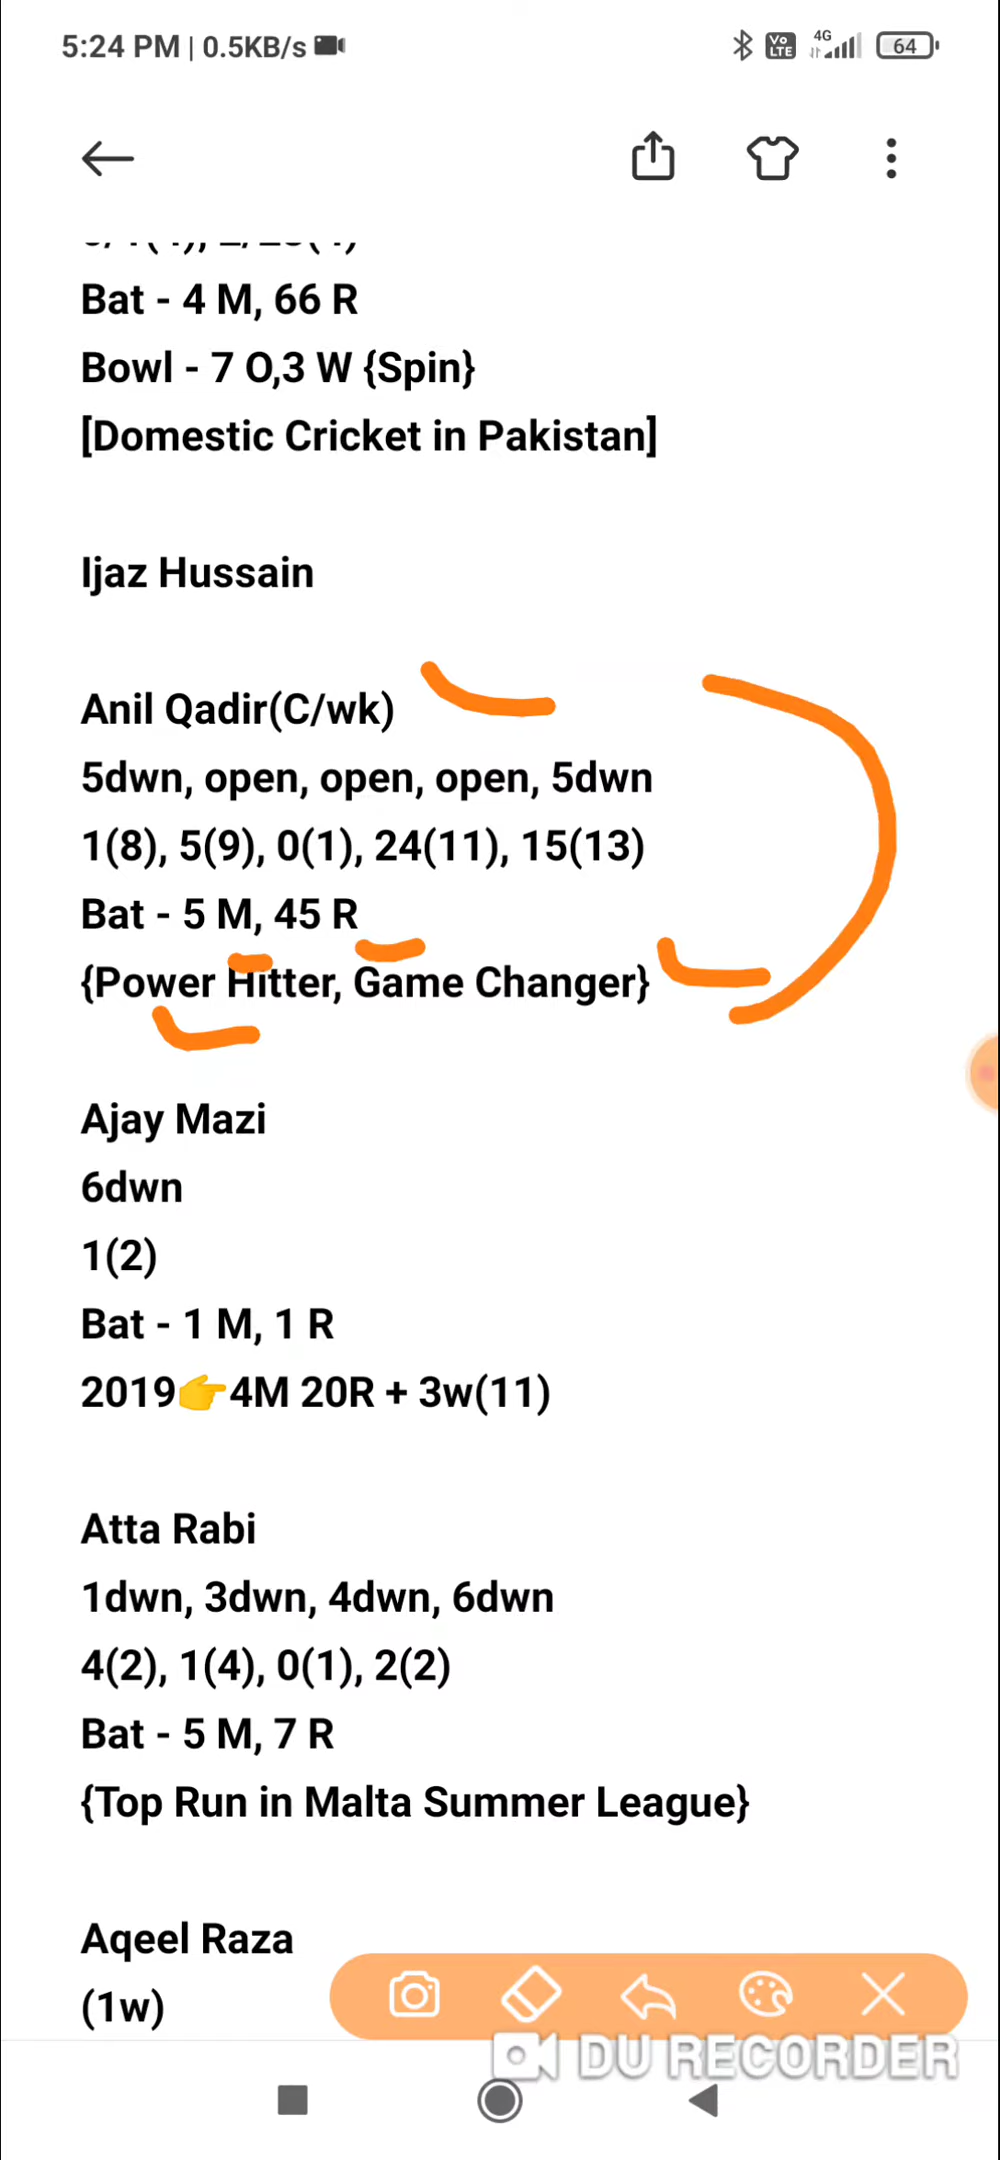 5:24 PM | 0.5KB/s
Vo LTE 4G 64
Bat - 4 M, 66 R
Bowl - 7 O,3 W {Spin}
[Domestic Cricket in Pakistan]
Ijaz Hussain
Anil Qadir(C/wk)
5dwn, open, open, open, 5dwn
1(8), 5(9), 0(1), 24(11), 15(13)
Bat - 5 M, 45 R
{Power Hitter, Game Changer}
Ajay Mazi
6dwn
1(2)
Bat - 1 M, 1 R
2019👉4M 20R + 3w(11)
Atta Rabi
1dwn, 3dwn, 4dwn, 6dwn
4(2), 1(4), 0(1), 2(2)
Bat - 5 M, 7 R
{Top Run in Malta Summer League}
Aqeel Raza
(1w)
DU RECORDER